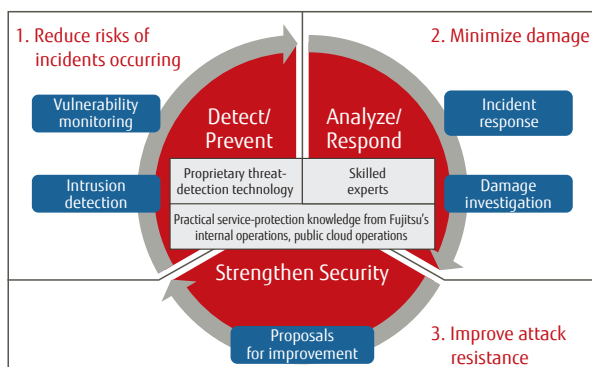 1. Reduce risks of
incidents occurring
2. Minimize damage
Vulnerability
monitoring
Detect/
Prevent
Analyze/
Respond
Incident
response
Intrusion
detection
Proprietary threat-
detection technology
Skilled
experts
Damage
investigation
Practical service-protection knowledge from Fujitsu's
internal operations, public cloud operations
Strengthen Security
Proposals
for improvement
3. Improve attack
resistance